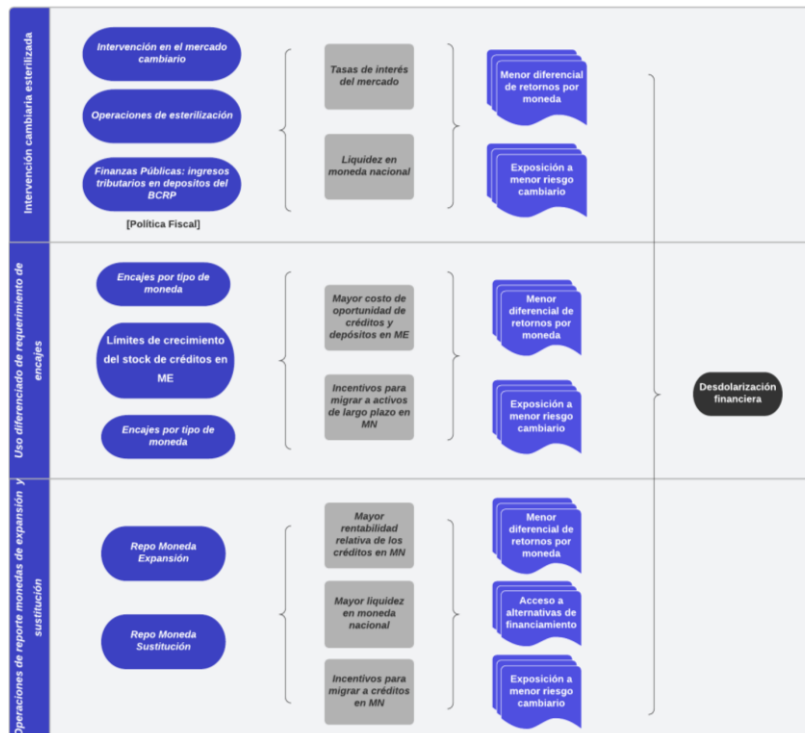 Intervención cambiaria esterilizada
Intervención en el mercado
cambiario
Operaciones de esterilización
Finanzas Públicas: ingresos
tributarios en depositos del
BCRP
[Política Fiscal]
Tasas de interés
del mercado
Liquidez en
moneda nacional
Menor diferencial
de retornos por
moneda
Exposición a
menor riesgo
cambiario
Uso diferenciado de requerimiento de
encajes
Encajes por tipo de
moneda
Límites de crecimiento
del stock de créditos en
ME
Encajes por tipo de
moneda
Mayor costo de
oportunidad de
créditos y
depósitos en ME
Incentivos para
migrar a activos
de largo plazo en
MN
Menor
diferencial de
retornos por
moneda
Exposición a
menor riesgo
cambiario
Desdolarización
financiera
Operaciones de reporte monedas de expansión y
sustitución
Repo Moneda
Expansión
Repo Moneda
Sustitución
Mayor
rentabilidad
relativa de los
créditos en MN
Mayor liquidez
en moneda
nacional
Incentivos para
migrar a créditos
en MN
Menor
diferencial de
retornos por
moneda
Acceso a
alternativas de
financiamiento
Exposición a
menor riesgo
cambiario